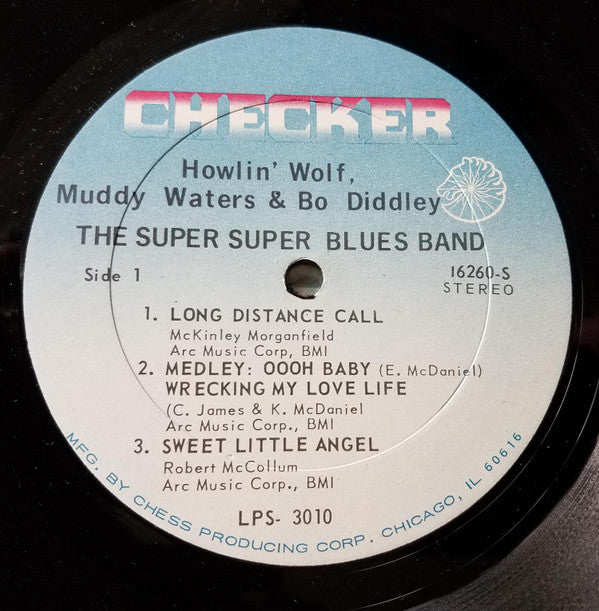 CHECKER
Howlin' Wolf,
Muddy Waters & Bo Diddley
THE SUPER SUPER BLUES BAND
Side 1
16260-S
STEREO
1. LONG DISTANCE CALL
McKinley Morganfield
Arc Music Corp, BMI
2. MEDLEY: OOOH BABY (E. McDaniel)
WRECKING MY LOVE LIFE
(C. James & K. McDaniel
Arc Music Corp., BMI
3. SWEET LITTLE ANGEL
Robert McCollum
Arc Music Corp., BMI
LPS- 3010
MFG. BY CHESS PRODUCING CORP. CHICAGO, IL 60616